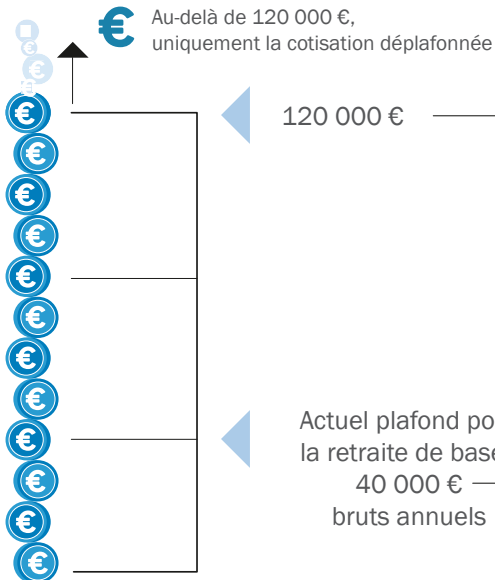 Au-delà de 120 000 €,
uniquement la cotisation déplafonnée
120 000 €
Actuel plafond po
la retraite de base
40 000 €
bruts annuels